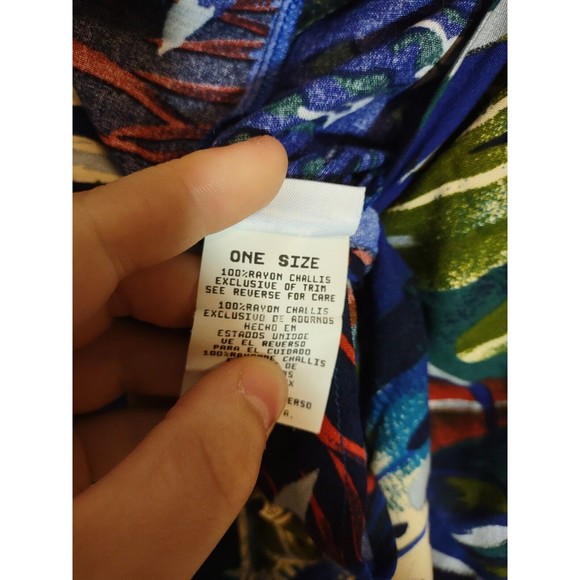 ONE SIZE
100%RAYON CHALLIS
EXCLUSIVE OF TRIM
SEE REVERSE FOR CARE
100%RAYON CHALLIS
EXCLUSIVO DE ADORNOS
HECHO EN
ESTADOS UNIDOS
VE EL REVERSO
PARA EL CUIDADO
100%RAYONNE CHALLIS
DE